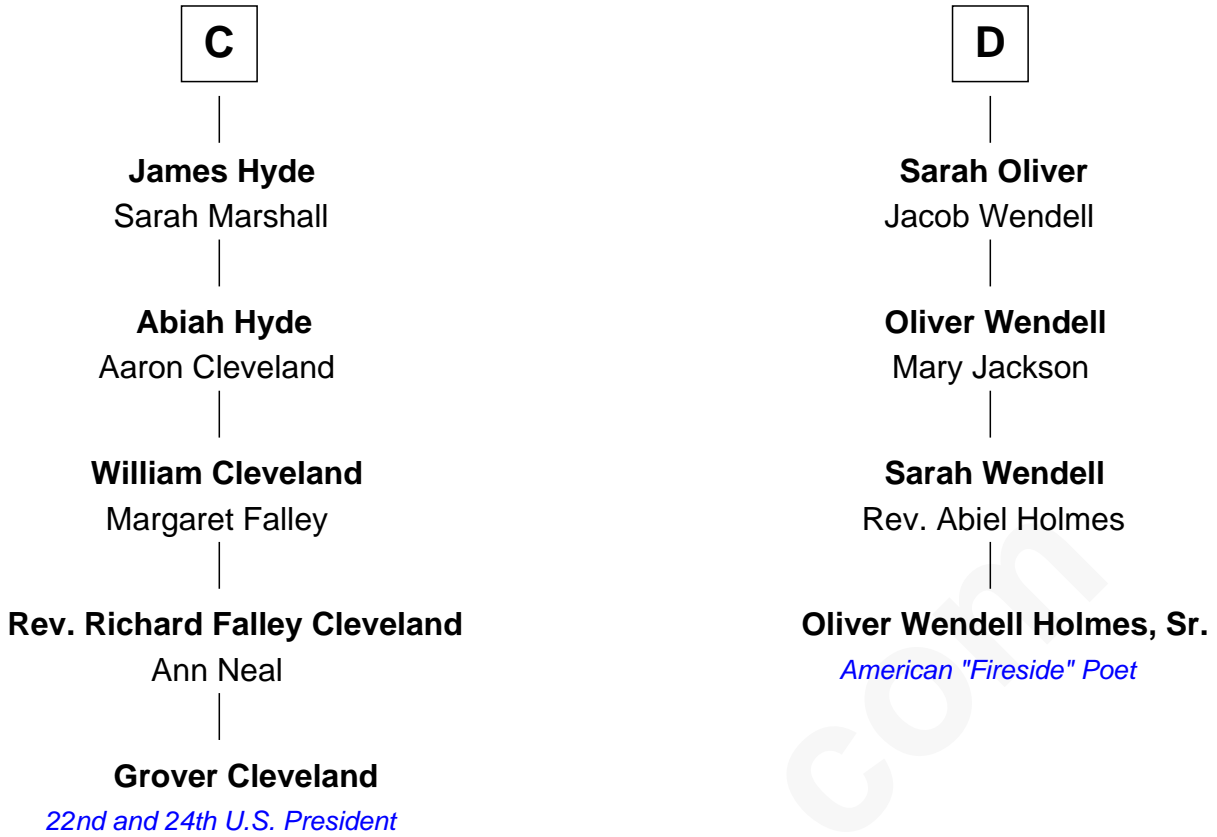 C
James Hyde
Sarah Marshall
Abiah Hyde
Aaron Cleveland
William Cleveland
Margaret Falley
Rev. Richard Falley Cleveland
Ann Neal
Grover Cleveland
22nd and 24th U.S. President
D
Sarah Oliver
Jacob Wendell
Oliver Wendell
Mary Jackson
Sarah Wendell
Rev. Abiel Holmes
Oliver Wendell Holmes, Sr.
American "Fireside" Poet
com